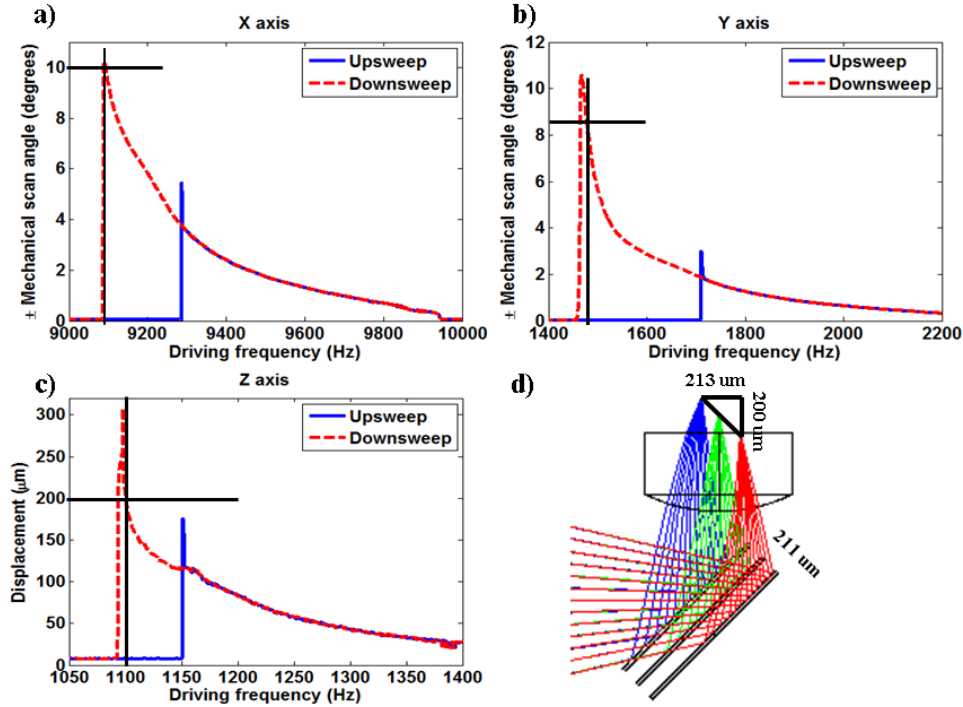 a)
X axis
± Mechanical scan angle (degrees)
12
10
8
6
4
2
0
Upsweep
Downsweep
9000 9200 9400 9600 9800 10000
Driving frequency (Hz)
b)
Y axis
± Mechanical scan angle (degrees)
12
10
8
6
4
2
0
Upsweep
Downsweep
1400 1600 1800 2000 2200
Driving frequency (Hz)
c)
Z axis
Displacement (µm)
300
250
200
150
100
50
0
Upsweep
Downsweep
1050 1100 1150 1200 1250 1300 1350 1400
Driving frequency (Hz)
d)
213 um
200 um
211 um